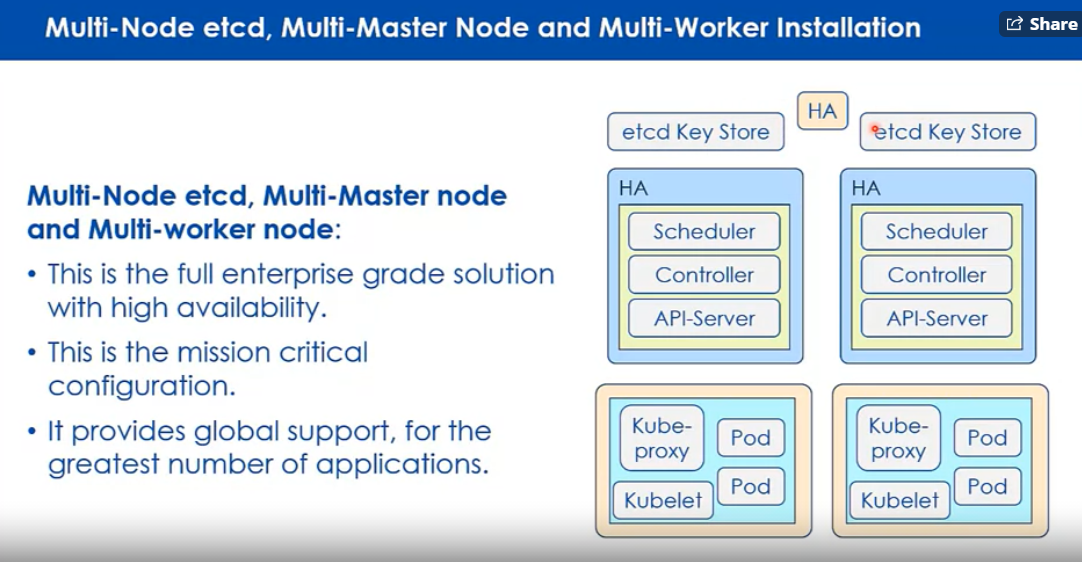 Multi-Node etcd, Multi-Master Node and Multi-Worker Installation
Share
HA
etcd Key Store
etcd Key Store
Multi-Node etcd, Multi-Master node
and Multi-worker node:
• This is the full enterprise grade solution
with high availability.
• This is the mission critical
configuration.
• It provides global support, for the
greatest number of applications.
HA
Scheduler
Controller
API-Server
HA
Scheduler
Controller
API-Server
Kube-
proxy
Pod
Kubelet
Pod
Kube-
proxy
Pod
Kubelet
Pod